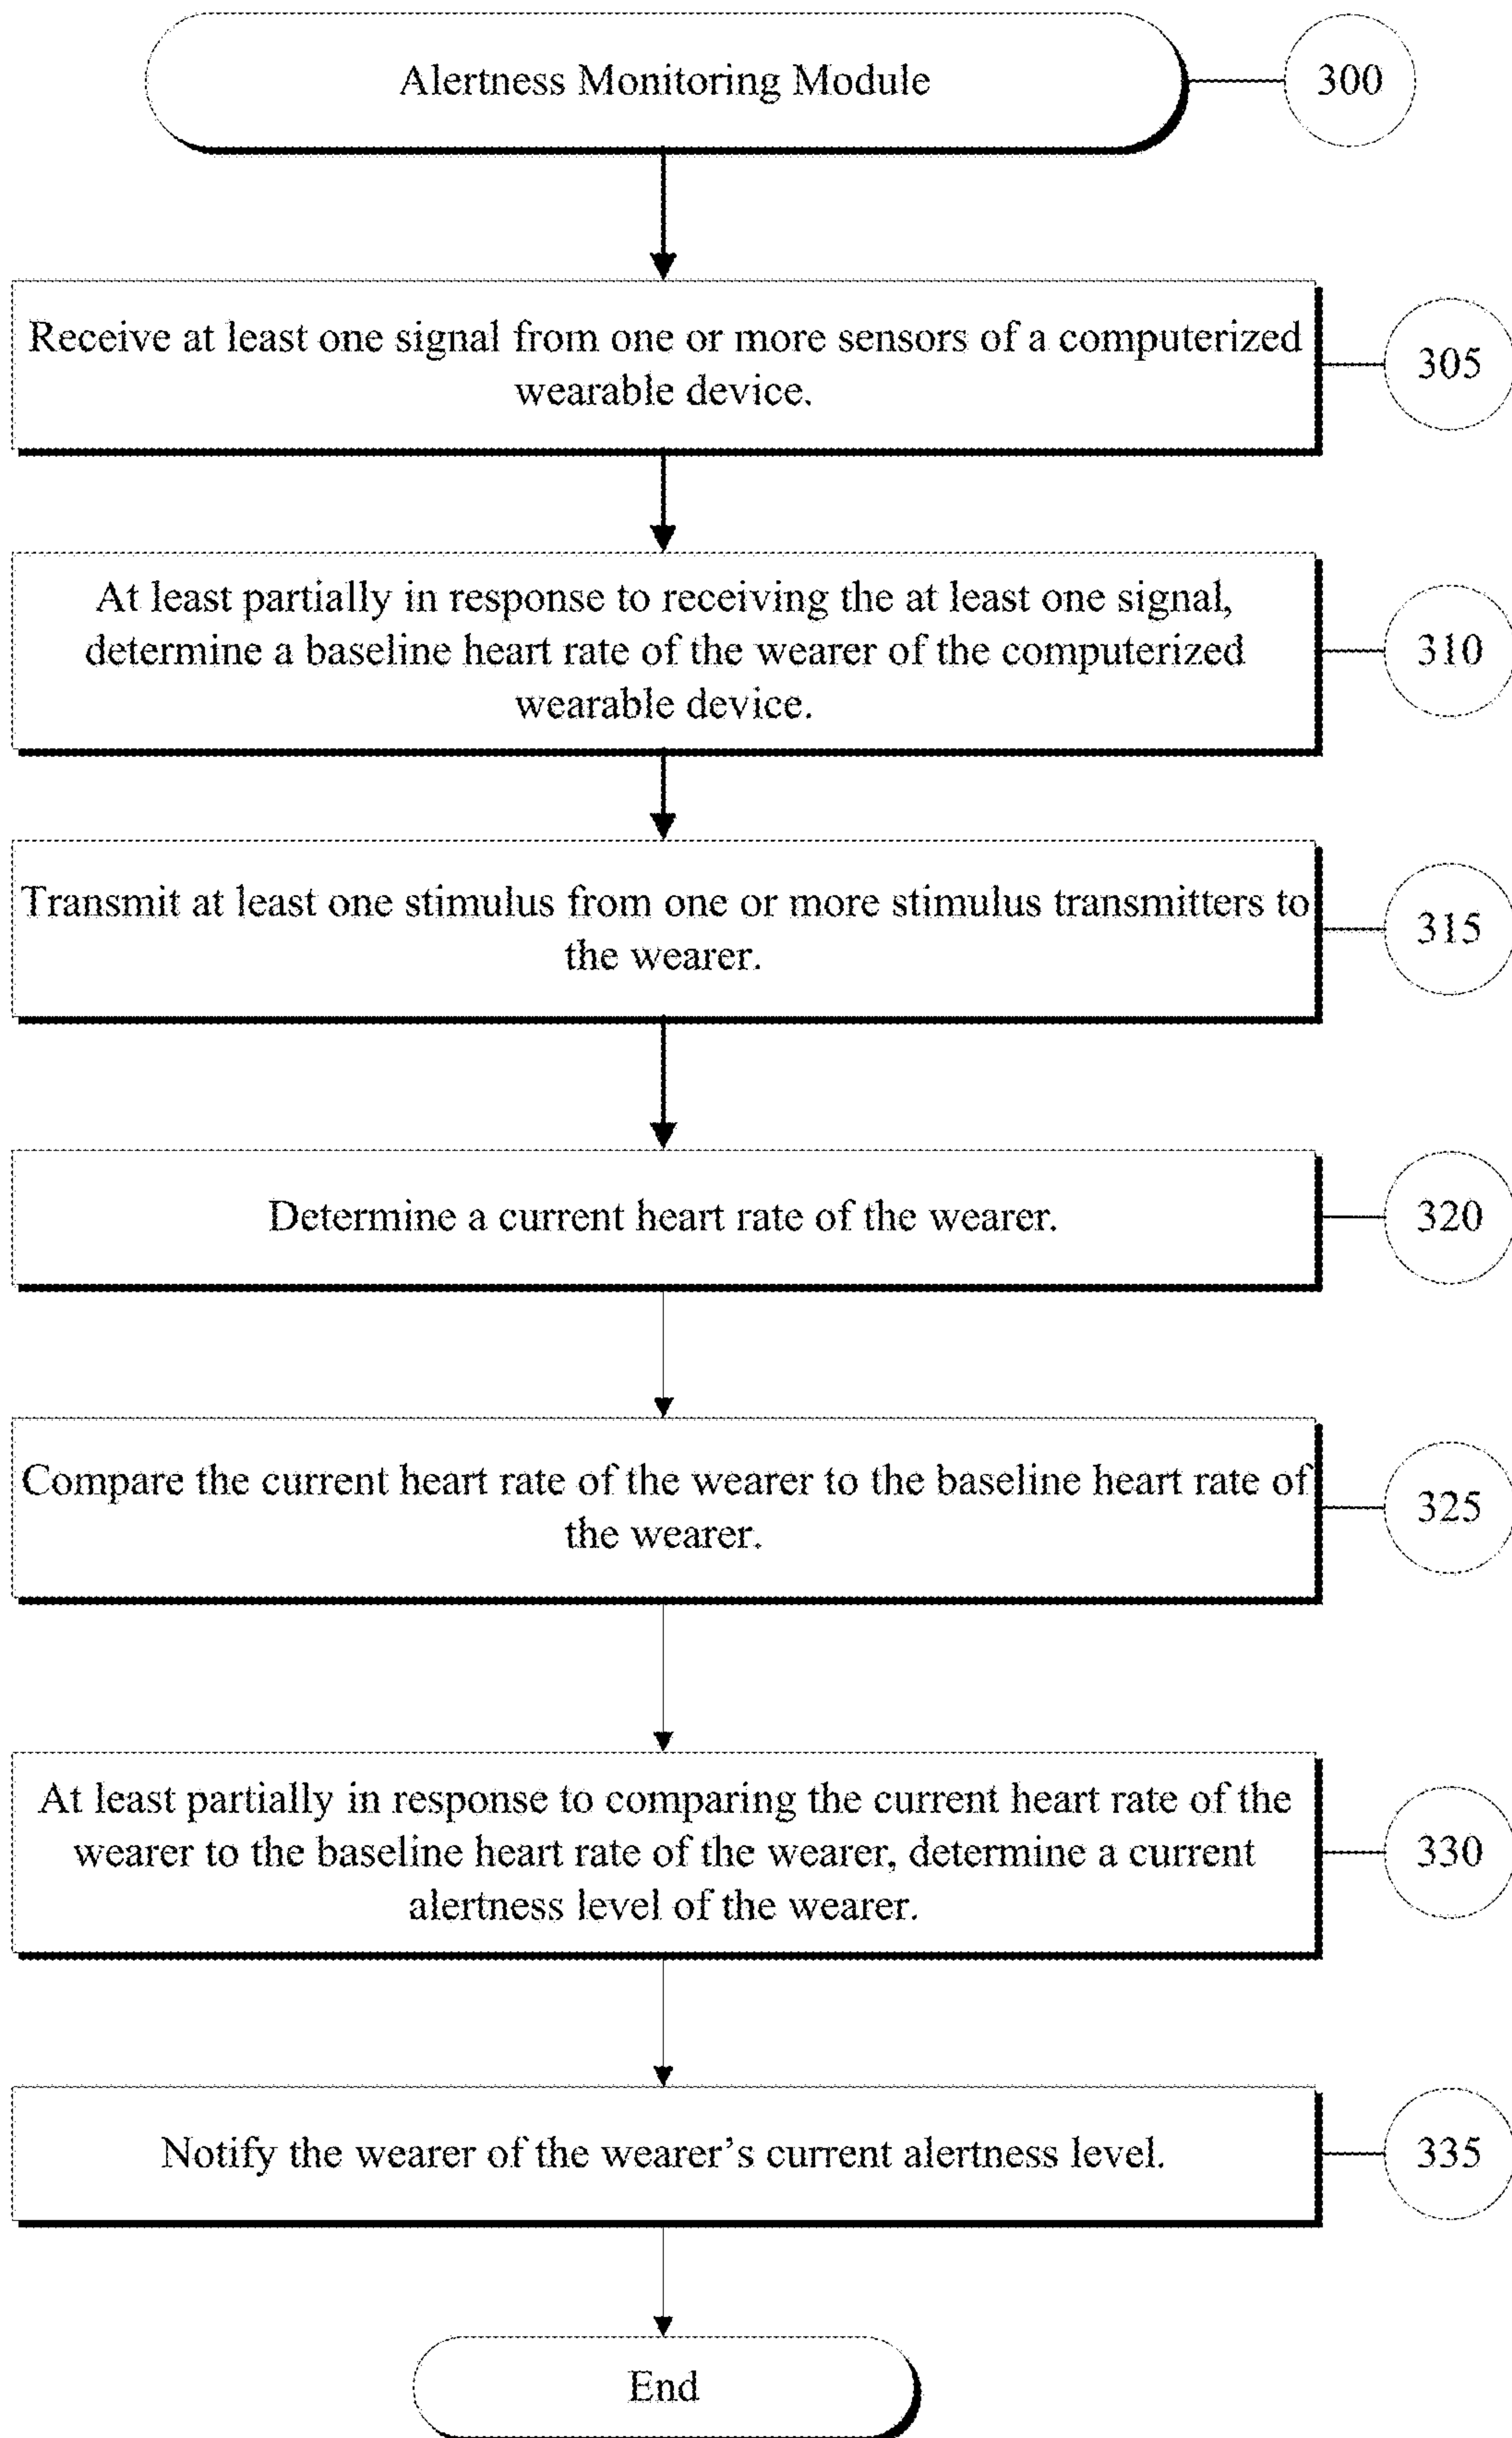 Alertness Monitoring Module
300
Receive at least one signal from one or more sensors of a computerized
wearable device.
305
At least partially in response to receiving the at least one signal,
determine a baseline heart rate of the wearer of the computerized
wearable device.
310
Transmit at least one stimulus from one or more stimulus transmitters to
the wearer.
315
Determine a current heart rate of the wearer.
320
Compare the current heart rate of the wearer to the baseline heart rate of
the wearer.
325
At least partially in response to comparing the current heart rate of the
wearer to the baseline heart rate of the wearer, determine a current
alertness level of the wearer.
330
Notify the wearer of the wearer’s current alertness level.
335
End